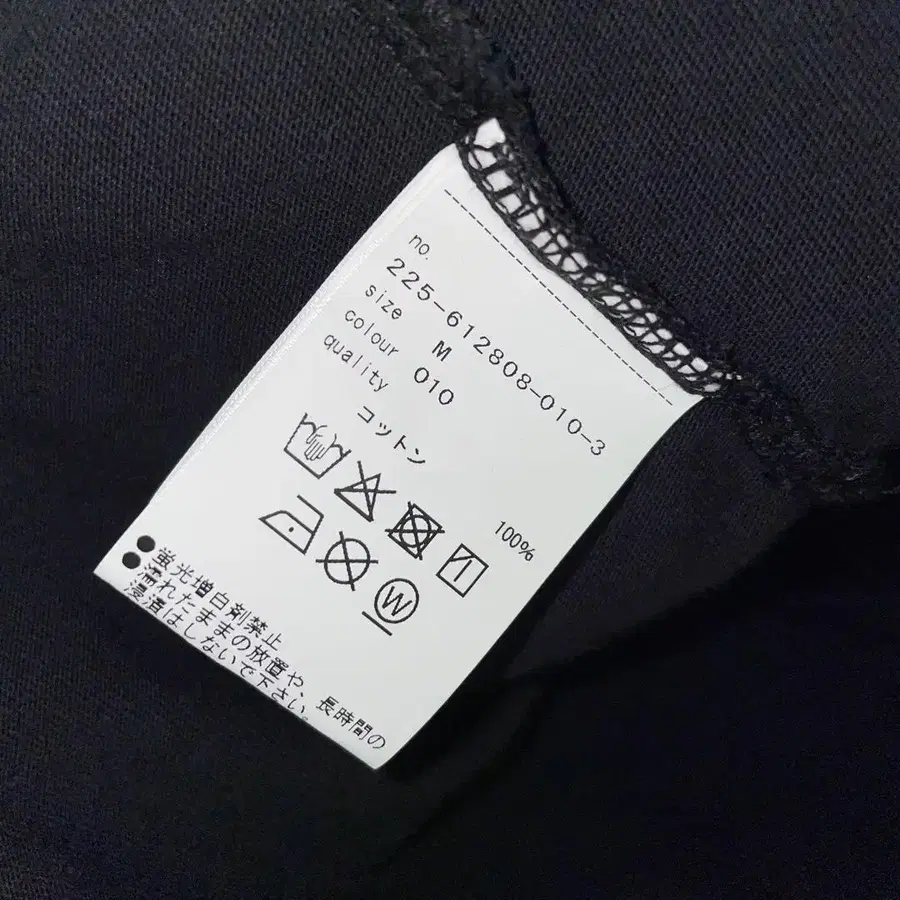 no.
225-612808-010-3
size M
colour 010
quality
コットン 100%
W
●蛍光増白剤禁止
●濡れたままの放置や、長時間の
浸漬はしないで下さい。